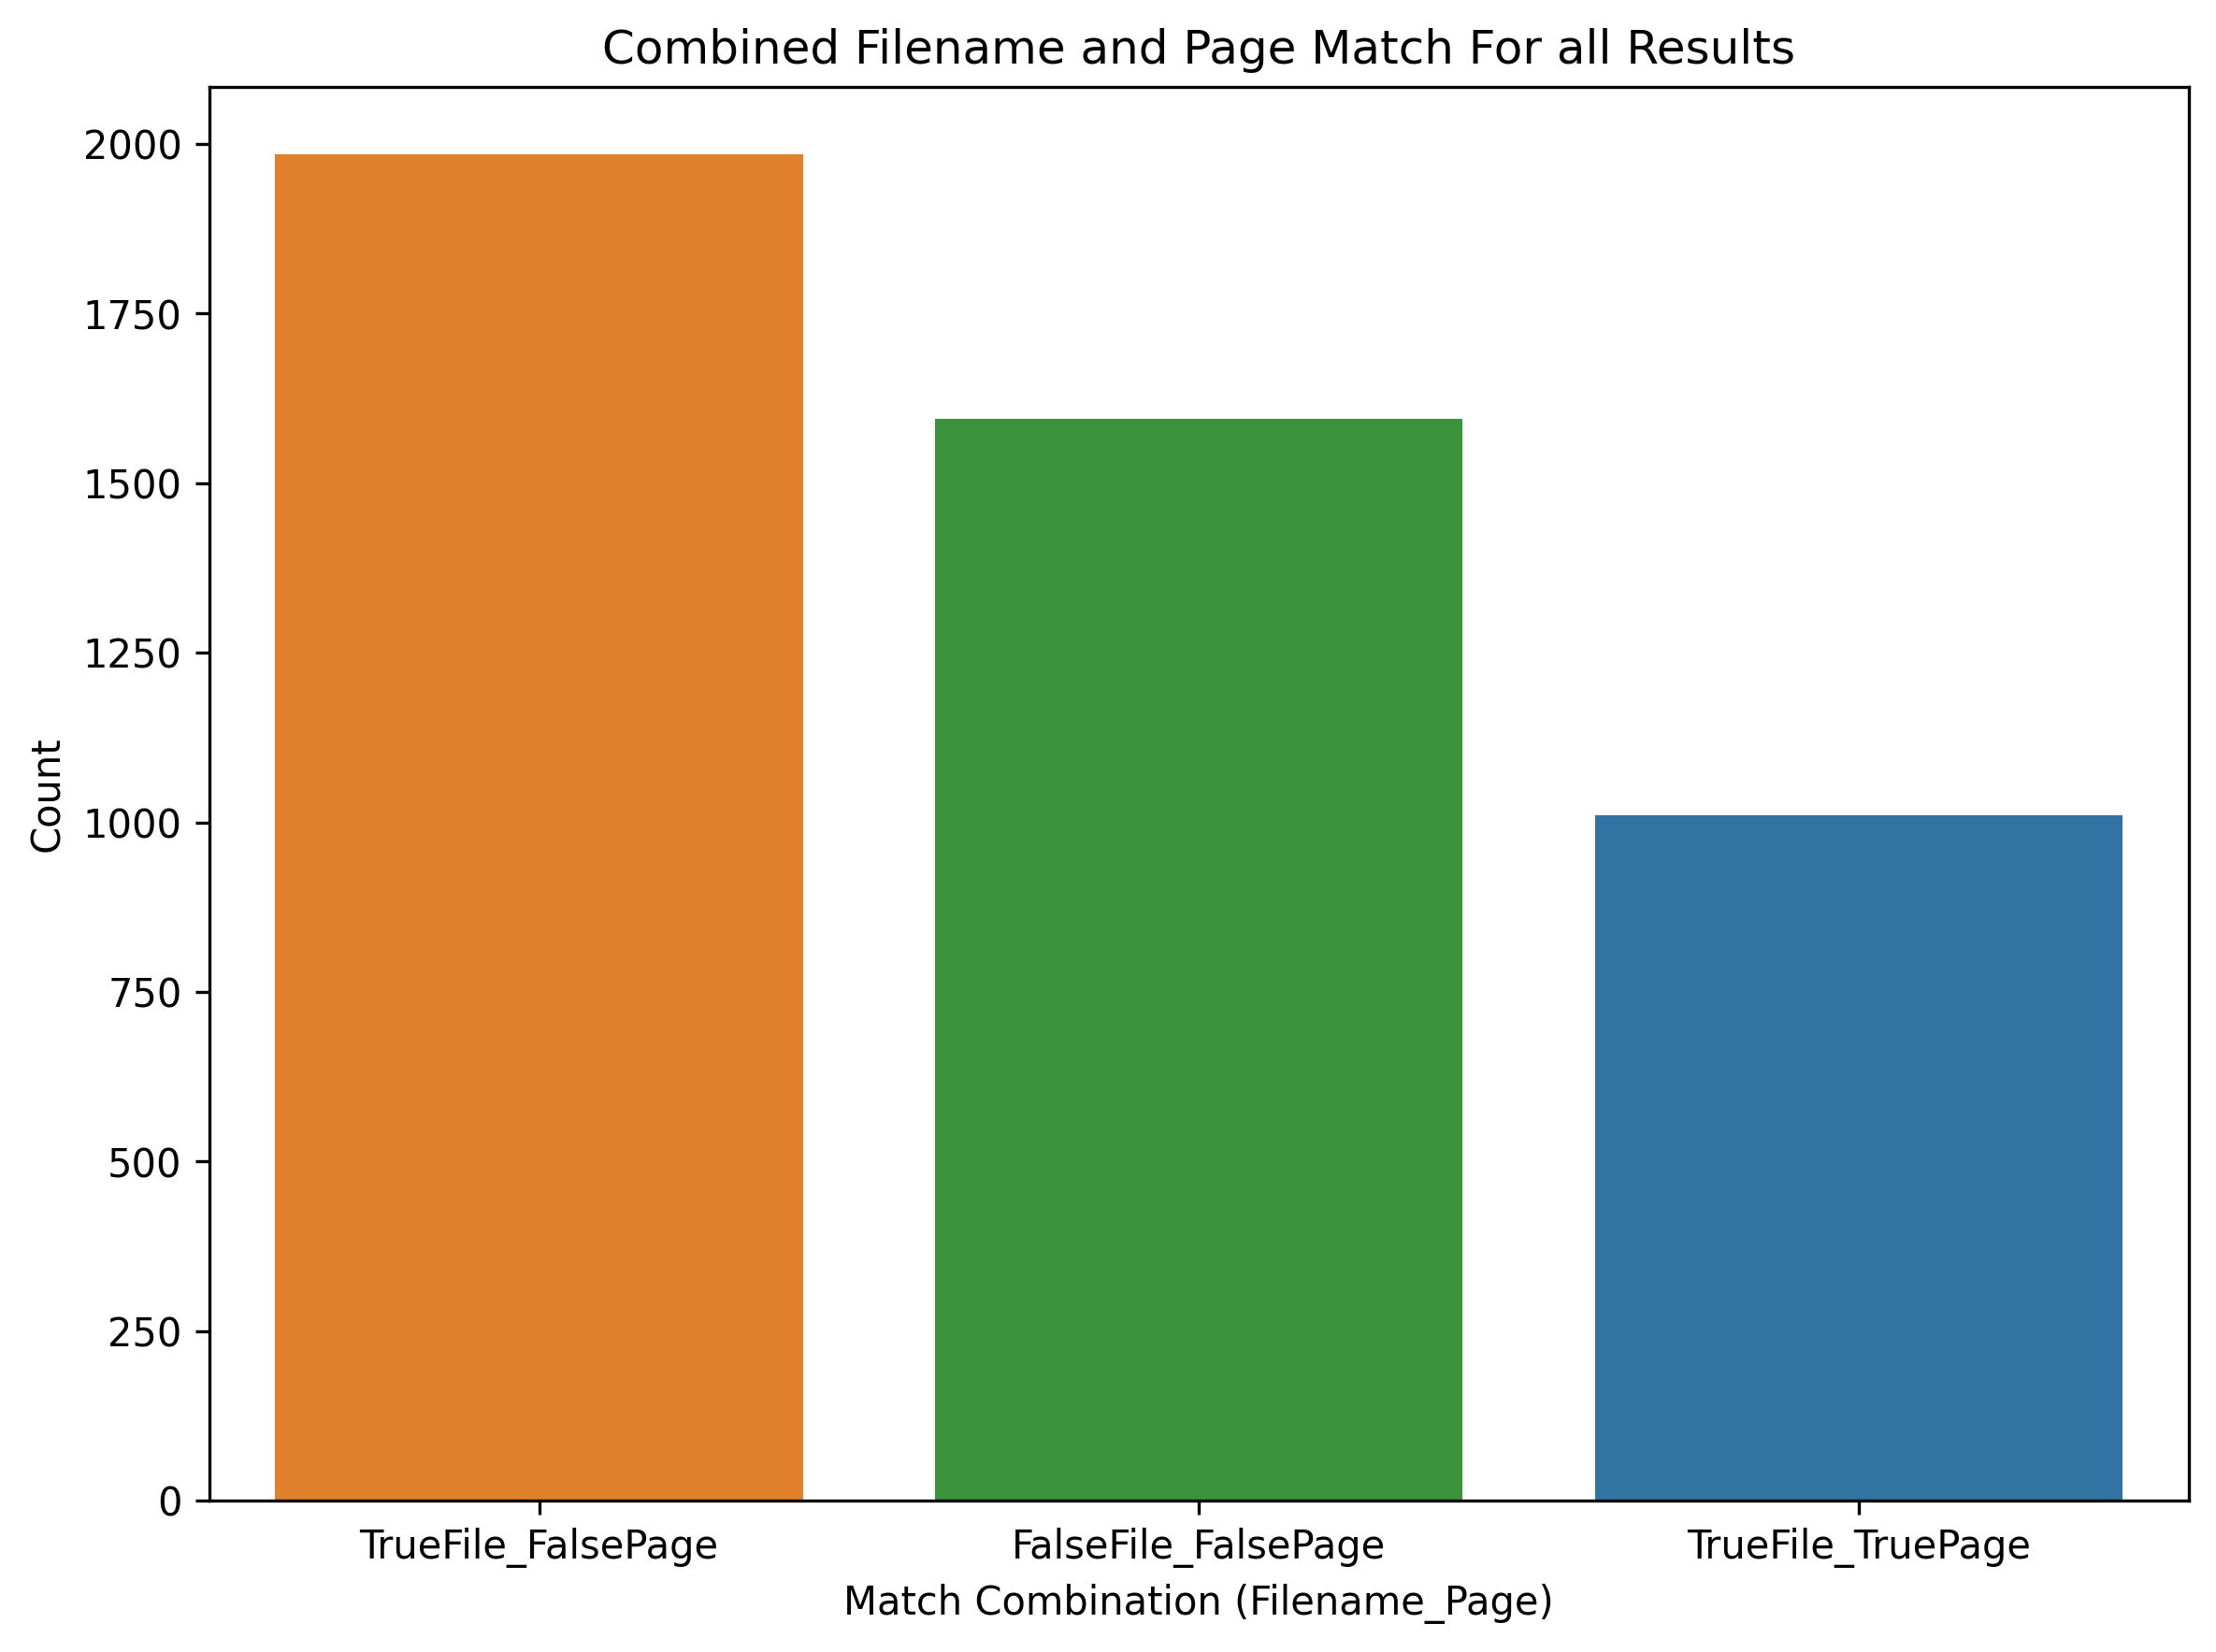 Combined Filename and Page Match For all Results
2000
1750
1500
1250
1000
750
500
250
0
Count
TrueFile_FalsePage
FalseFile_FalsePage
TrueFile_TruePage
Match Combination (Filename_Page)